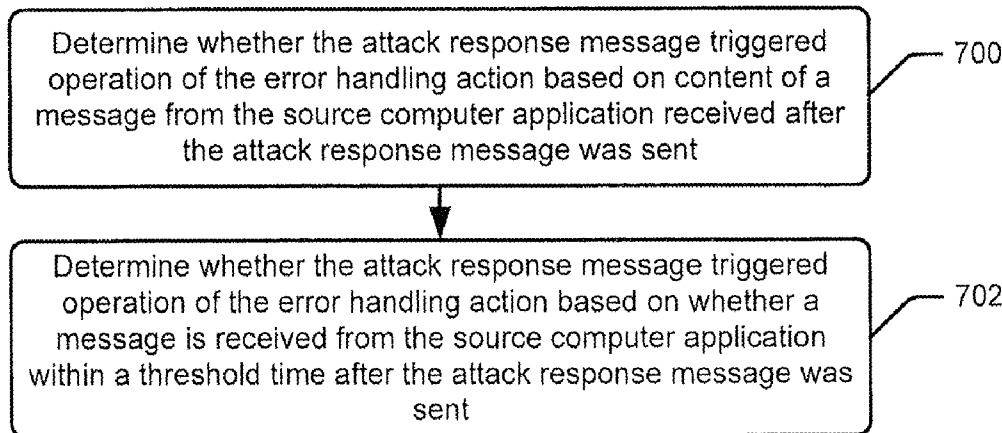 Determine whether the attack response message triggered
operation of the error handling action based on content of a
message from the source computer application received after
the attack response message was sent
700
Determine whether the attack response message triggered
operation of the error handling action based on whether a
message is received from the source computer application
within a threshold time after the attack response message was
sent
702